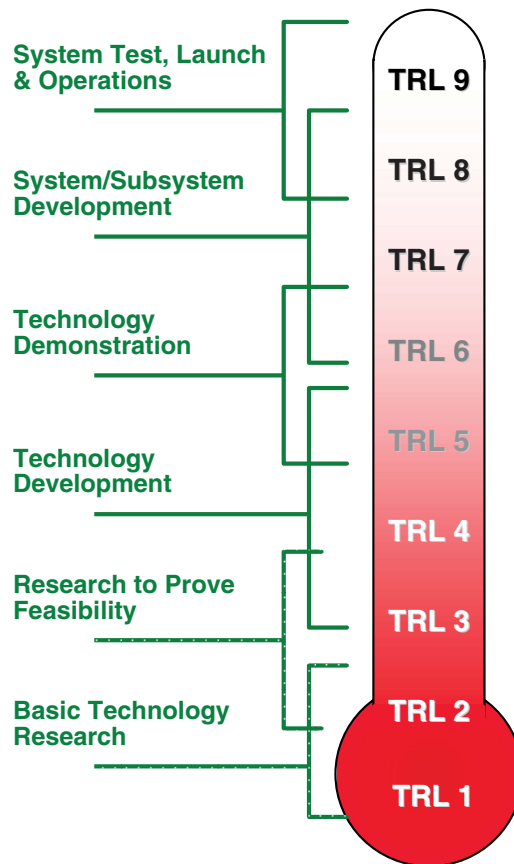 System Test, Launch
& Operations
System/Subsystem
Development
Technology
Demonstration
Technology
Development
Research to Prove
Feasibility
Basic Technology
Research
TRL 9
TRL 8
TRL 7
TRL 6
TRL 5
TRL 4
TRL 3
TRL 2
TRL 1